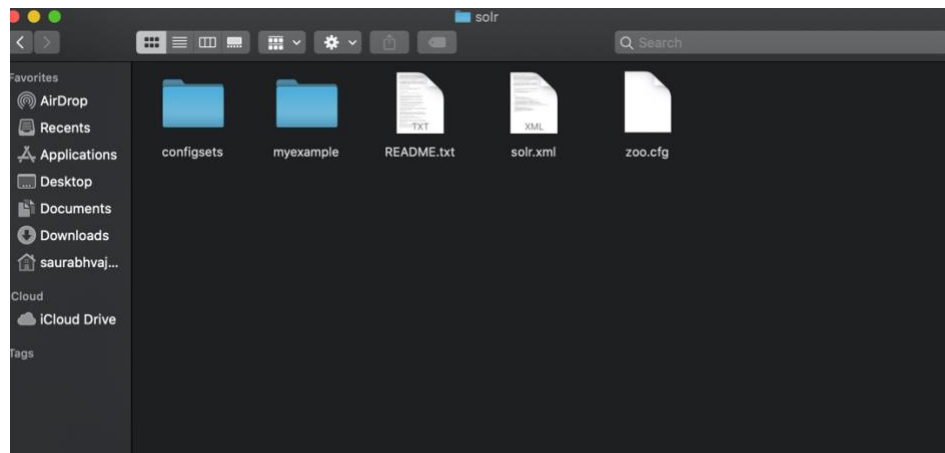 solr
Search
Favorites
AirDrop
Recents
Applications
Desktop
Documents
Downloads
saurabhvaj...
Cloud
iCloud Drive
Tags
TXT
XML
configsets
myexample
README.txt
solr.xml
zoo.cfg